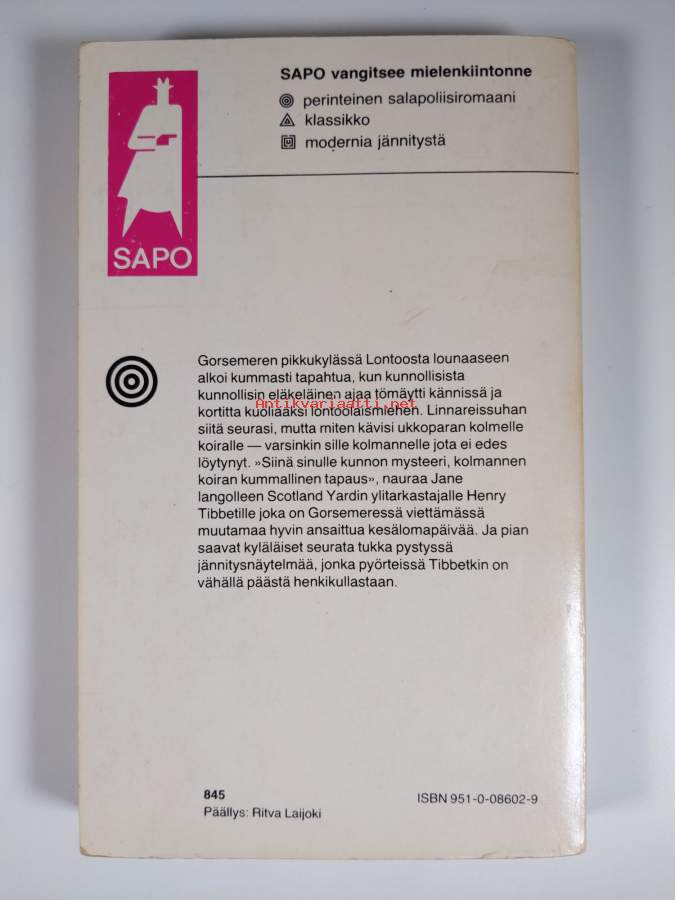 SAPO vangitsee mielenkiintonne
perinteinen salapoliisiromaani
klassikko
modernia jännitystä
SAPO
Gorsemeren pikkukylässä Lontoosta lounaaseen
alkoi kummasti tapahtua, kun kunnollisista
kunnollisin eläkeläinen ajaa tömäytti kännissä ja
Antikvariaatti.net
kortitta kuoliaaksi lontoolaismiehen. Linnareissuhan
siitä seurasi, mutta miten kävisi ukkoparan kolmelle
koiralle — varsinkin sille kolmannelle jota ei edes
löytynyt. »Siinä sinulle kunnon mysteeri, kolmannen
koiran kummallinen tapaus», nauraa Jane
langolleen Scotland Yardin ylitarkastajalle Henry
Tibbetille joka on Gorsemeressä viettämässä
muutamaa hyvin ansaittua kesälomapäivää. Ja pian
saavat kyläläiset seurata tukka pystyssä
jännitysnäytelmää, jonka pyörteissä Tibbetkin on
vähällä päästä henkikullastaan.
845
Päällys: Ritva Laijoki
ISBN 951-0-08602-9